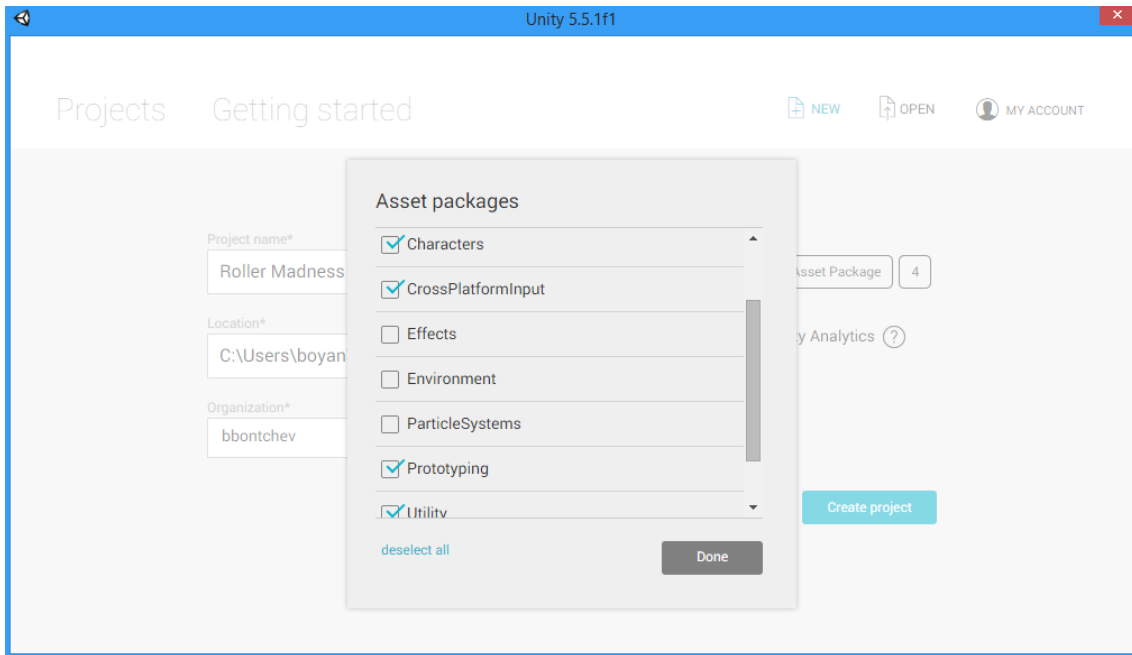 Unity 5.5.1f1
Projects Getting started NEW OPEN MY ACCOUNT
Asset packages
Project name*
Roller Madness
Location*
C:\Users\boyan
Organization*
bbontchev
Characters
CrossPlatformInput
Effects
Environment
ParticleSystems
Prototyping
Utility
deselect all
Done
Asset Package 4
y Analytics ?
Create project